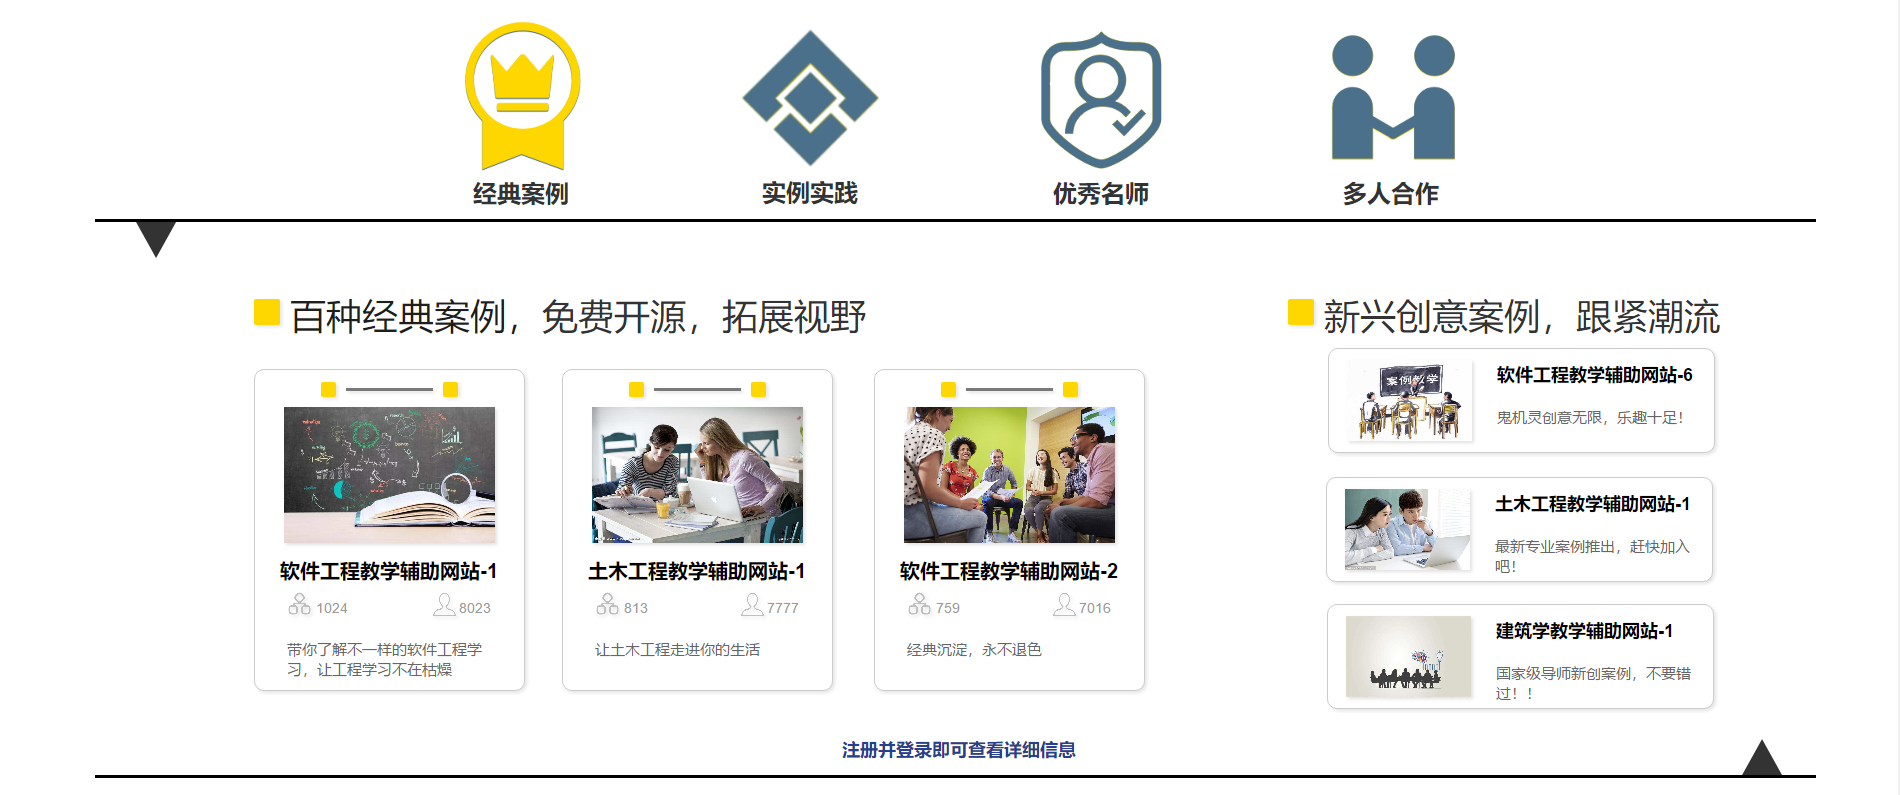 经典案例
实例实践
优秀名师
多人合作
百种经典案例，免费开源，拓展视野
软件工程教学辅助网站-1
1024
8023
带你了解不一样的软件工程学
习，让工程学习不在枯燥
土木工程教学辅助网站-1
813
7777
让土木工程走进你的生活
软件工程教学辅助网站-2
759
7016
经典沉淀，永不退色
新兴创意案例，跟紧潮流
案例教学
软件工程教学辅助网站-6
鬼机灵创意无限，乐趣十足！
土木工程教学辅助网站-1
最新专业案例推出，赶快加入
吧！
建筑学教学辅助网站-1
国家级导师新创案例，不要错
过！！
注册并登录即可查看详细信息